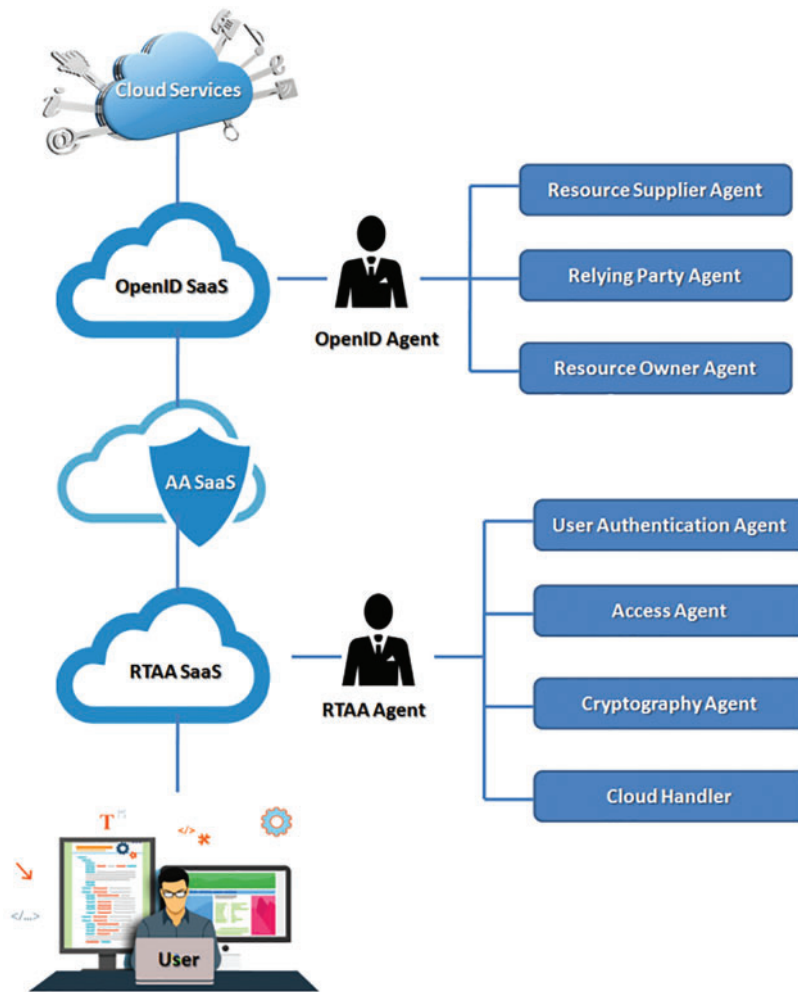 Cloud Services
OpenID SaaS
OpenID Agent
Resource Supplier Agent
Relying Party Agent
Resource Owner Agent
AA SaaS
RTAA SaaS
RTAA Agent
User Authentication Agent
Access Agent
Cryptography Agent
Cloud Handler
T
</>
</...>
User